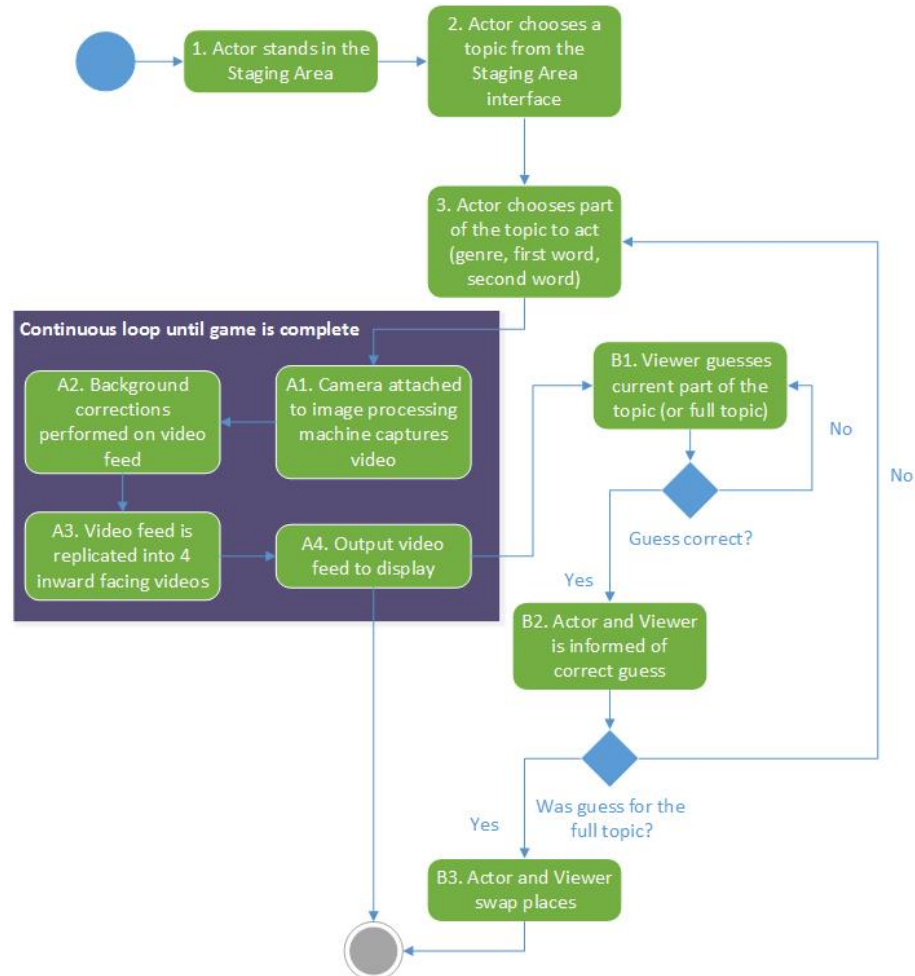 1. Actor stands in the
Staging Area
2. Actor chooses a
topic from the
Staging Area
interface
3. Actor chooses part
of the topic to act
(genre, first word,
second word)
Continuous loop until game is complete
A1. Camera attached
to image processing
machine captures
video
A2. Background
corrections
performed on video
feed
A3. Video feed is
replicated into 4
inward facing videos
A4. Output video
feed to display
B1. Viewer guesses
current part of the
topic (or full topic)
No
Guess correct?
Yes
B2. Actor and Viewer
is informed of
correct guess
No
Was guess for the
full topic?
Yes
B3. Actor and Viewer
swap places